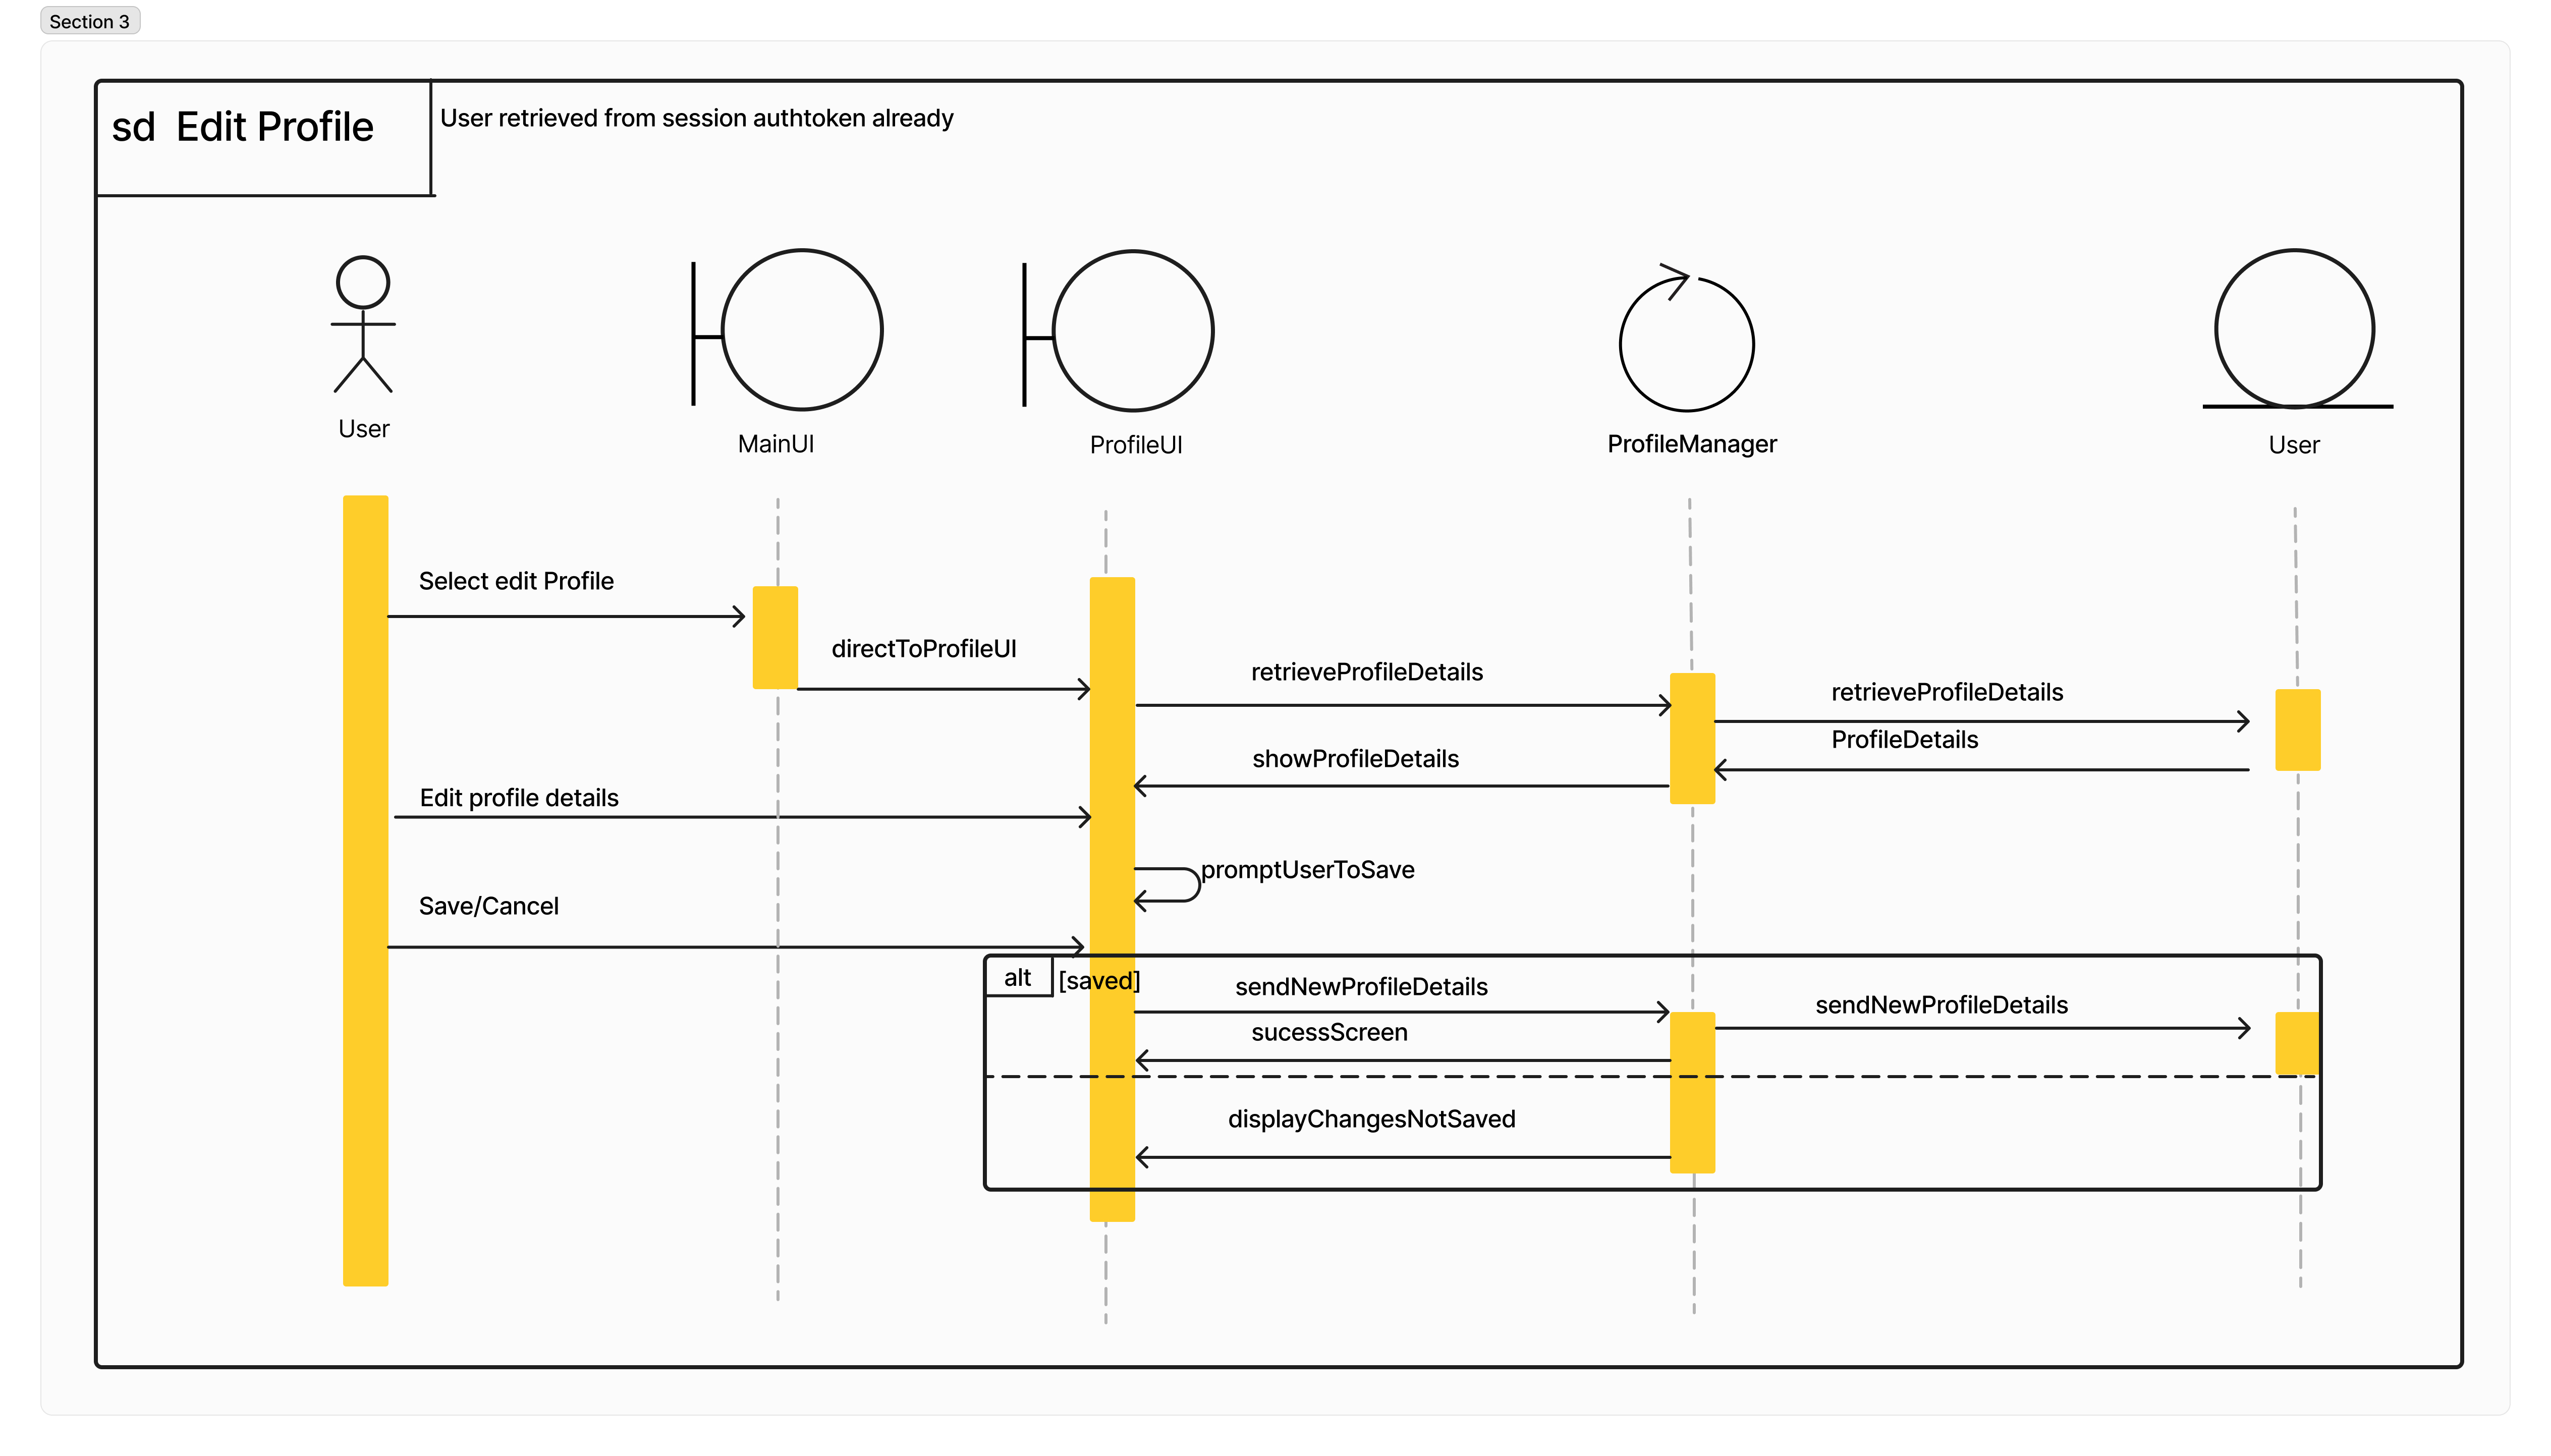 Section 3
sd Edit Profile
User retrieved from session authtoken already
User
MainUI
ProfileUI
ProfileManager
User
Select edit Profile
directToProfileUI
retrieveProfileDetails
retrieveProfileDetails
ProfileDetails
showProfileDetails
Edit profile details
promptUserToSave
Save/Cancel
alt
[saved]
sendNewProfileDetails
sendNewProfileDetails
sucessScreen
displayChangesNotSaved